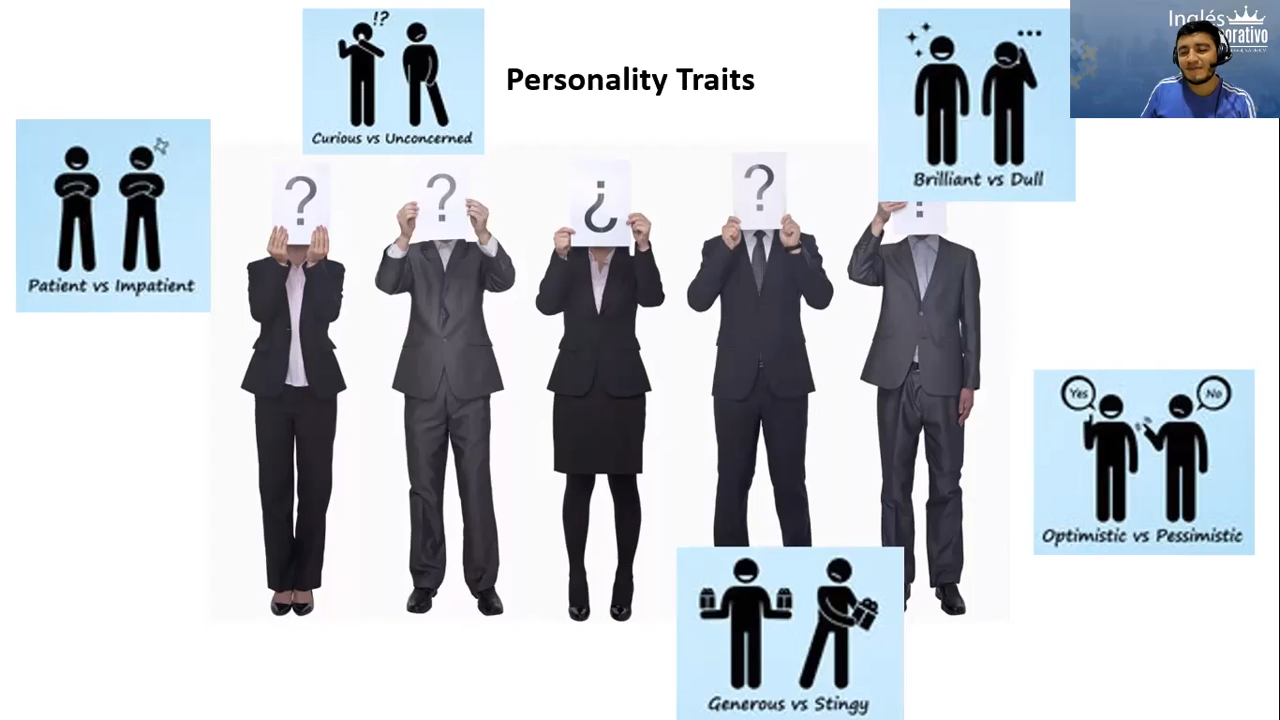 !?
Curious vs Unconcerned
Personality Traits
...
Brilliant vs Dull
Inglés
Patient vs Impatient
?
?
¿
?
Yes
No
Optimistic vs Pessimistic
Generous vs Stingy